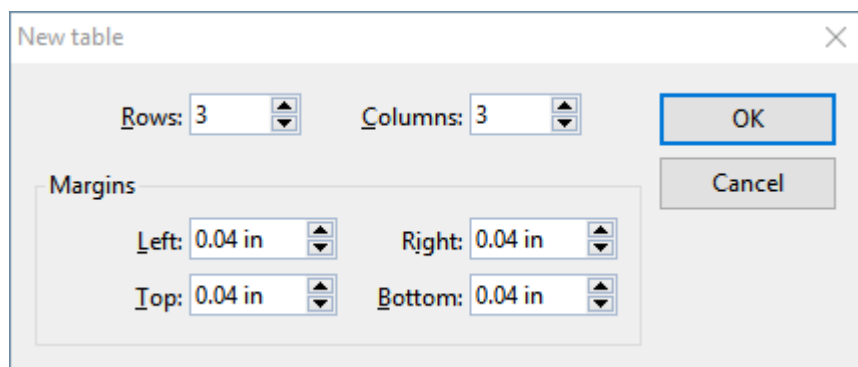 New table
Rows: 3 Columns: 3 OK
Margins Cancel
Left: 0.04 in Right: 0.04 in
Top: 0.04 in Bottom: 0.04 in